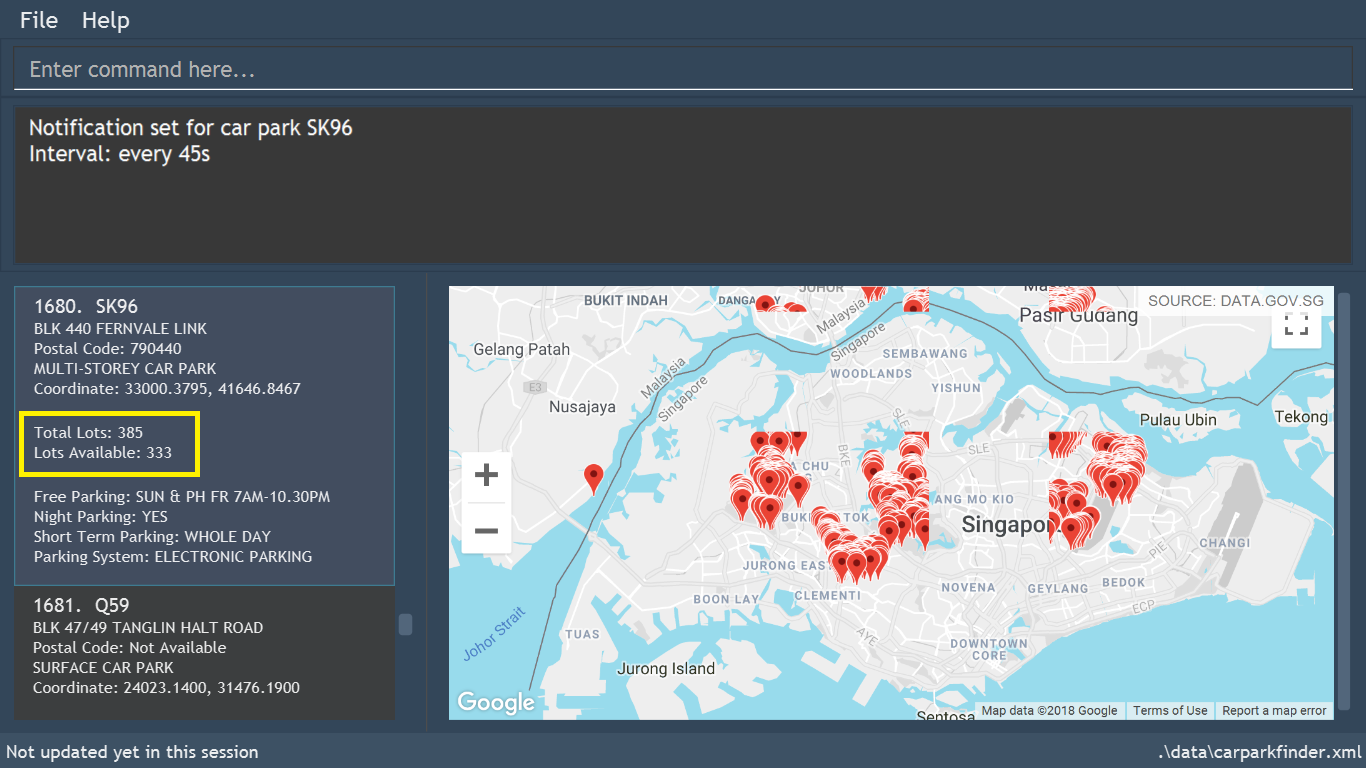 File Help
Enter command here...
Notification set for car park SK96
Interval: every 45s
1680. SK96
BLK 440 FERNVALE LINK
Postal Code: 790440
MULTI-STOREY CAR PARK
Coordinate: 33000.3795, 41646.8467
Total Lots: 385
Lots Available: 333
Free Parking: SUN & PH FR 7AM-10.30PM
Night Parking: YES
Short Term Parking: WHOLE DAY
Parking System: ELECTRONIC PARKING
1681. Q59
BLK 47/49 TANGLIN HALT ROAD
Postal Code: Not Available
SURFACE CAR PARK
Coordinate: 24023.1400, 31476.1900
SOURCE: DATA.GOV.SG
BUKIT INDAH
JOHOR
Malaysia
Singapore
Pasir Gudang
Gelang Patah
SEMBAWANG
WOODLANDS
YISHUN
E3
Malaysia
Singapore
Nusajaya
Pulau Ubin
Tekong
SLE
BKE
SLE
CHU
ANG MO KIO
TOK
CHANGI
PIE
JURONG EAS
CLEMENTI
NOVENA
GEYLANG
BEDOK
ECP
BOON LAY
Johor Strait
TUAS
AYE
DOWNTOWN
CORE
Jurong Island
Sentosa
Google
+
−
Map data ©2018 Google
Terms of Use
Report a map error
Not updated yet in this session
.\data\carparkfinder.xml